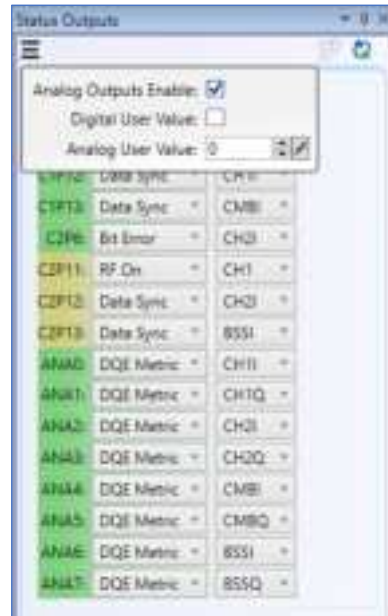 Status Outputs
Analog Outputs Enable:
Digital User Value:
Analog User Value: 0
C1P12: Data Sync CH1I
C1P13: Data Sync CMBI
C2P6: Bit Error CH2I
C2P11: RF On CH1
C2P12: Data Sync CH2I
C2P13: Data Sync BSSI
ANA0: DQE Metric CH1I
ANA1: DQE Metric CH1Q
ANA2: DQE Metric CH2I
ANA3: DQE Metric CH2Q
ANA4: DQE Metric CMBI
ANA5: DQE Metric CMBQ
ANA6: DQE Metric BSSI
ANA7: DQE Metric BSSQ